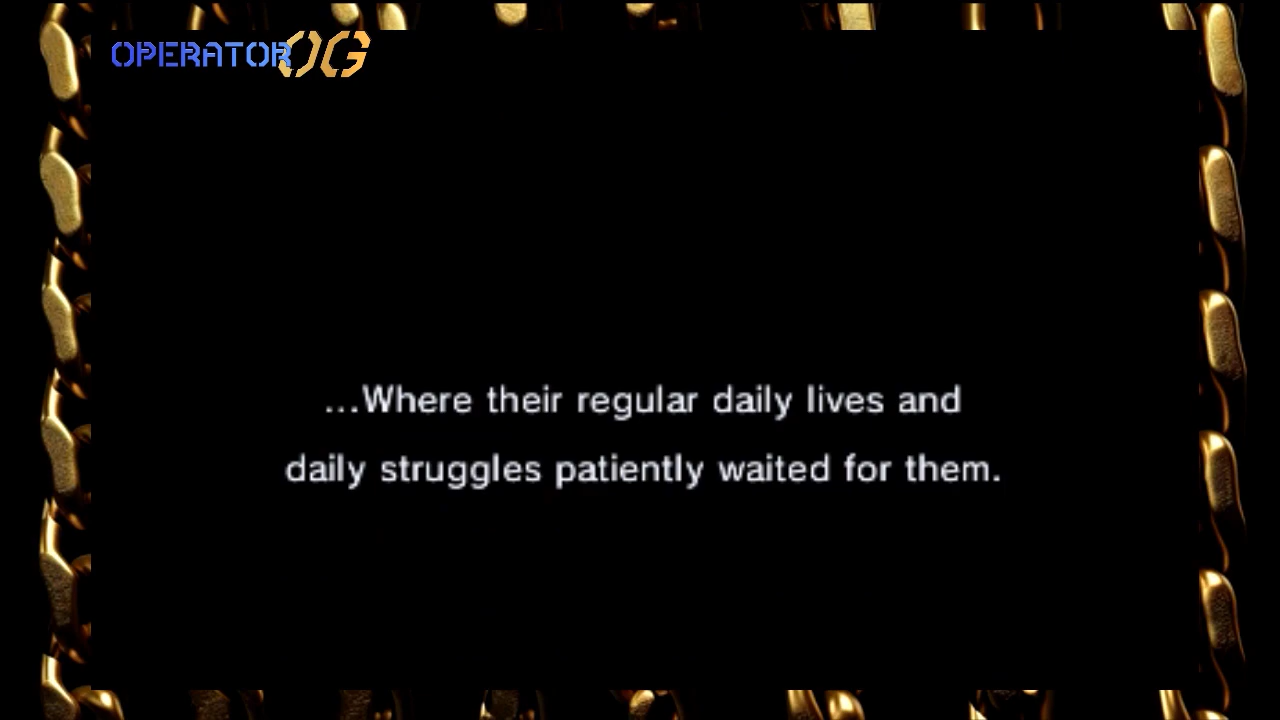 OPERATOR OG
...Where their regular daily lives and
daily struggles patiently waited for them.